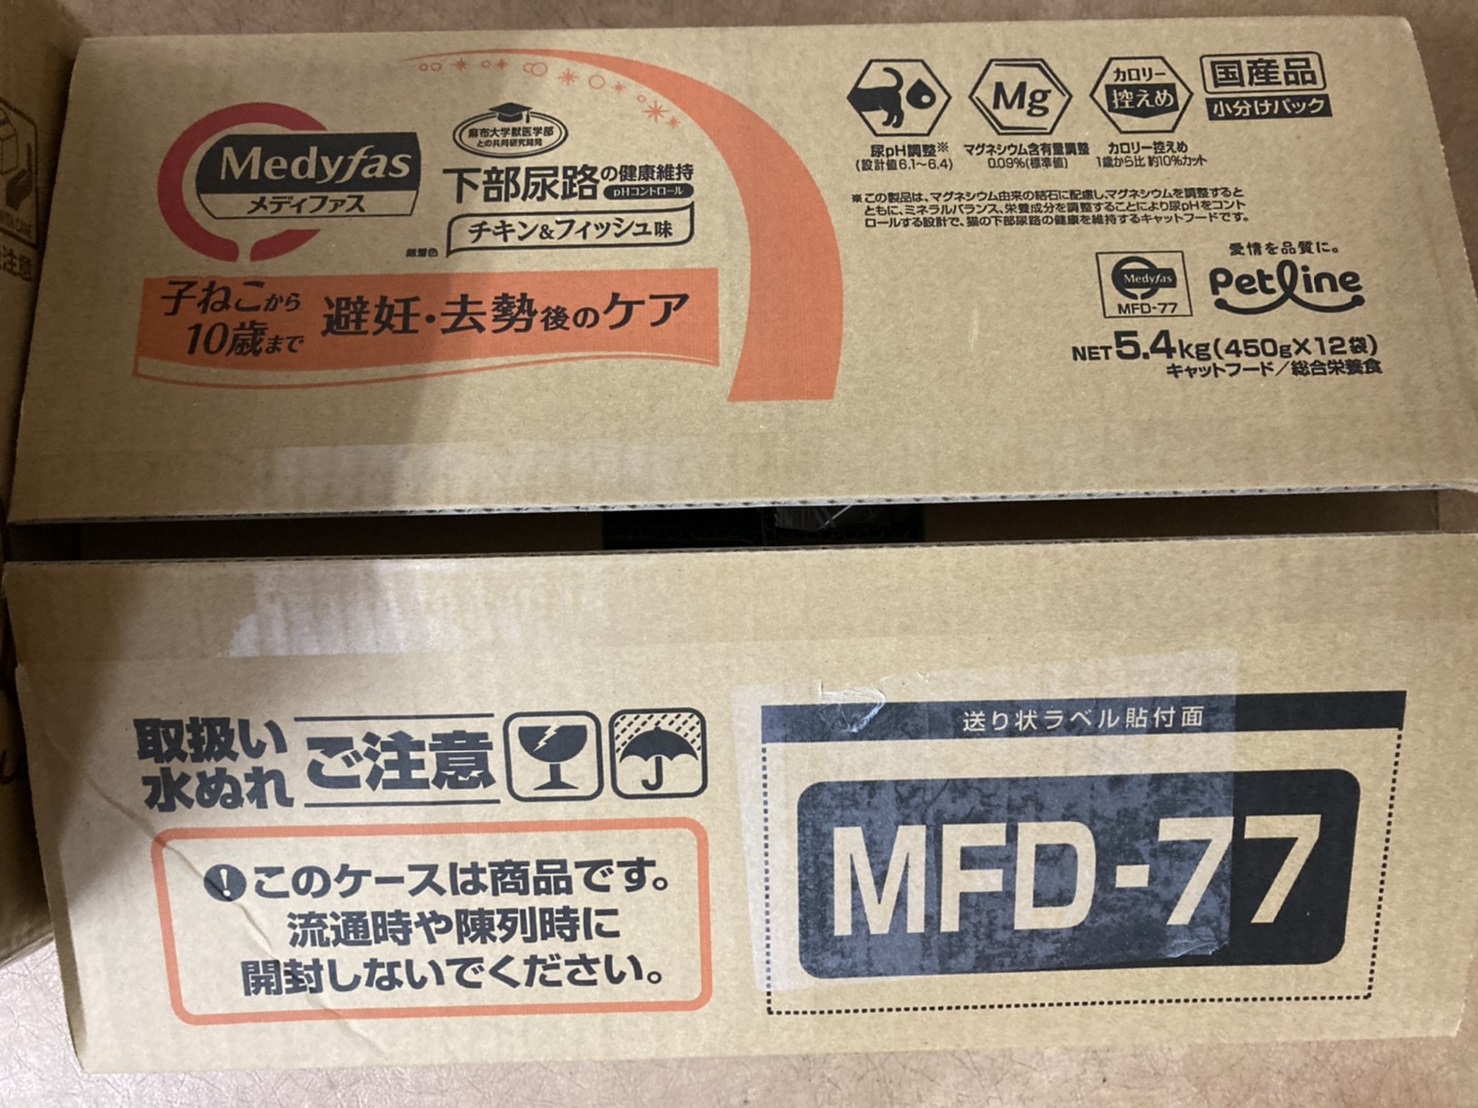 Medyfas
メディファス
麻布大学獣医学部
との共同研究開発
下部尿路の健康維持
pHコントロール
チキン&フィッシュ味
無着色
子ねこから
10歳まで
避妊・去勢後のケア
Mg
カロリー
控えめ
国産品
小分けパック
尿pH調整※
(設計値6.1~6.4)
マグネシウム含有量調整
0.09%(標準値)
カロリー控えめ
1歳から比 約10%カット
※この製品は、マグネシウム由来の結石に配慮しマグネシウムを調整すると
ともに、ミネラルバランス、栄養成分を調整することにより尿pHをコント
ロールする設計で、猫の下部尿路の健康を維持するキャットフードです。
Medyfas
MFD-77
愛情を品質に。
Petline
NET 5.4kg(450g×12袋)
キャットフード/総合栄養食
取扱い
水ぬれ
ご注意
!このケースは商品です。
流通時や陳列時に
開封しないでください。
送り状ラベル貼付面
MFD-77